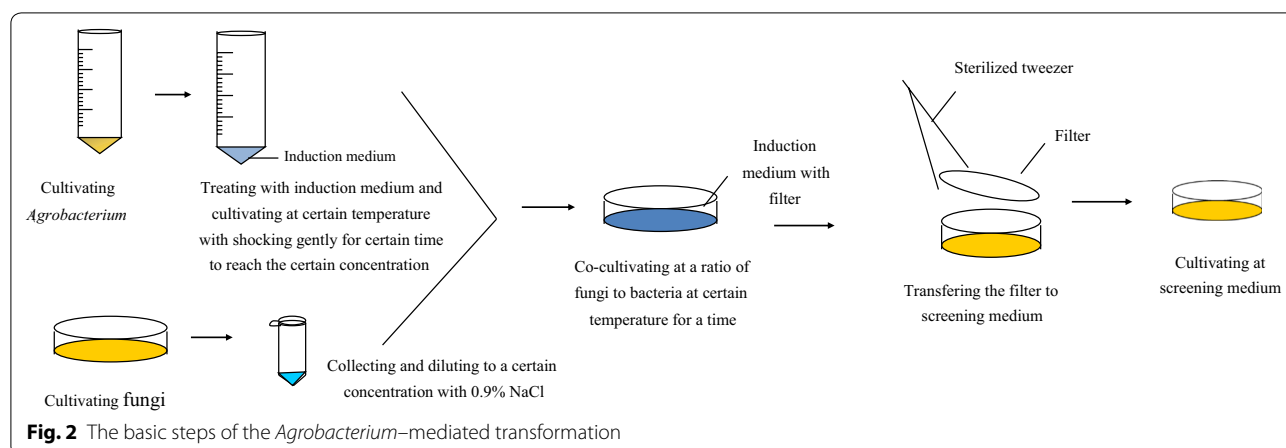 Cultivating
Agrobacterium
Induction medium
Treating with induction medium and
cultivating at certain temperature
with shocking gently for certain time
to reach the certain concentration
Cultivating fungi
Collecting and diluting to a certain
concentration with 0.9% NaCl
Induction
medium with
filter
Co-cultivating at a ratio of
fungi to bacteria at certain
temperature for a time
Sterilized tweezer
Filter
Transfering the filter to
screening medium
Cultivating at
screening medium
Fig. 2 The basic steps of the Agrobacterium–mediated transformation